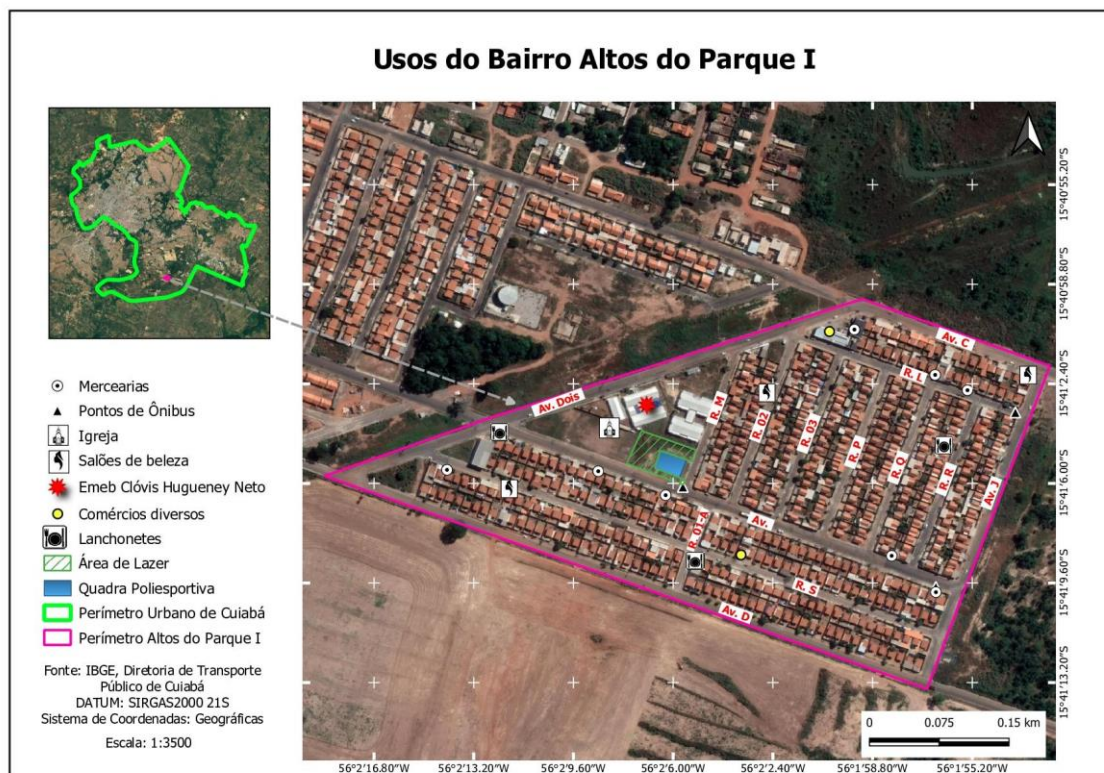 Usos do Bairro Altos do Parque I
Mercearias
Pontos de Ônibus
Igreja
Salões de beleza
Emeb Clóvis Hugueney Neto
Comércios diversos
Lanchonetes
Área de Lazer
Quadra Poliesportiva
Perímetro Urbano de Cuiabá
Perímetro Altos do Parque I
Fonte: IBGE, Diretoria de Transporte
Público de Cuiabá
DATUM: SIRGAS2000 21S
Sistema de Coordenadas: Geográficas
Escala: 1:3500
Av. C
R. L
Av. Dois
R. M
R. 02
R. 03
R. P
R. Q
R. R
Av. J
Av.
R. 01-A
R. S
Av. D
15°40'55.20"S
15°40'58.80"S
15°41'2.40"S
15°41'6.00"S
15°41'9.60"S
15°41'13.20"S
0 0.075 0.15 km
56°2'16.80"W 56°2'13.20"W 56°2'9.60"W 56°2'6.00"W 56°2'2.40"W 56°1'58.80"W 56°1'55.20"W